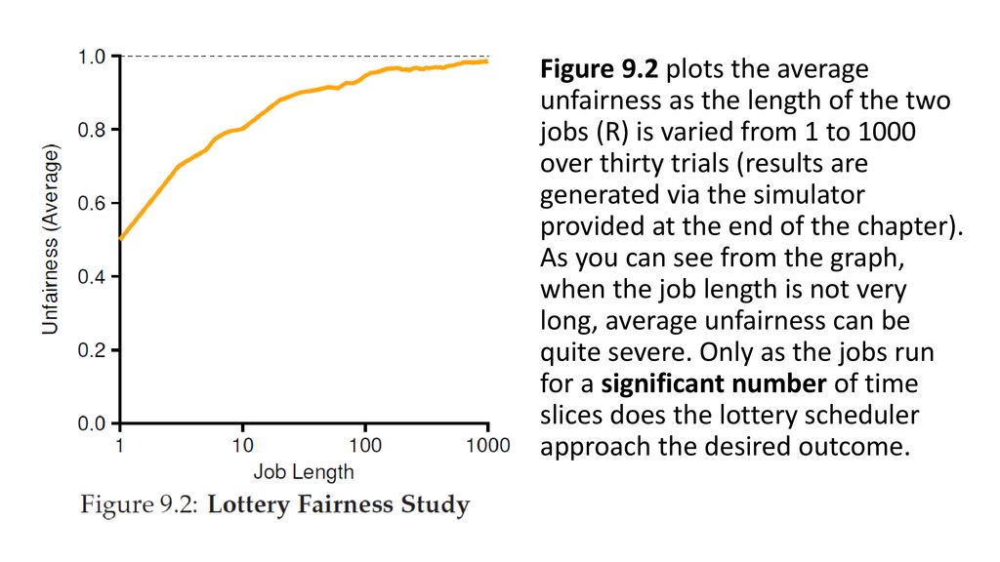 1.0
0.8
0.6
0.4
0.2
0.0
Unfairness (Average)
1 10 100 1000
Job Length
Figure 9.2: Lottery Fairness Study
Figure 9.2 plots the average
unfairness as the length of the two
jobs (R) is varied from 1 to 1000
over thirty trials (results are
generated via the simulator
provided at the end of the chapter).
As you can see from the graph,
when the job length is not very
long, average unfairness can be
quite severe. Only as the jobs run
for a significant number of time
slices does the lottery scheduler
approach the desired outcome.